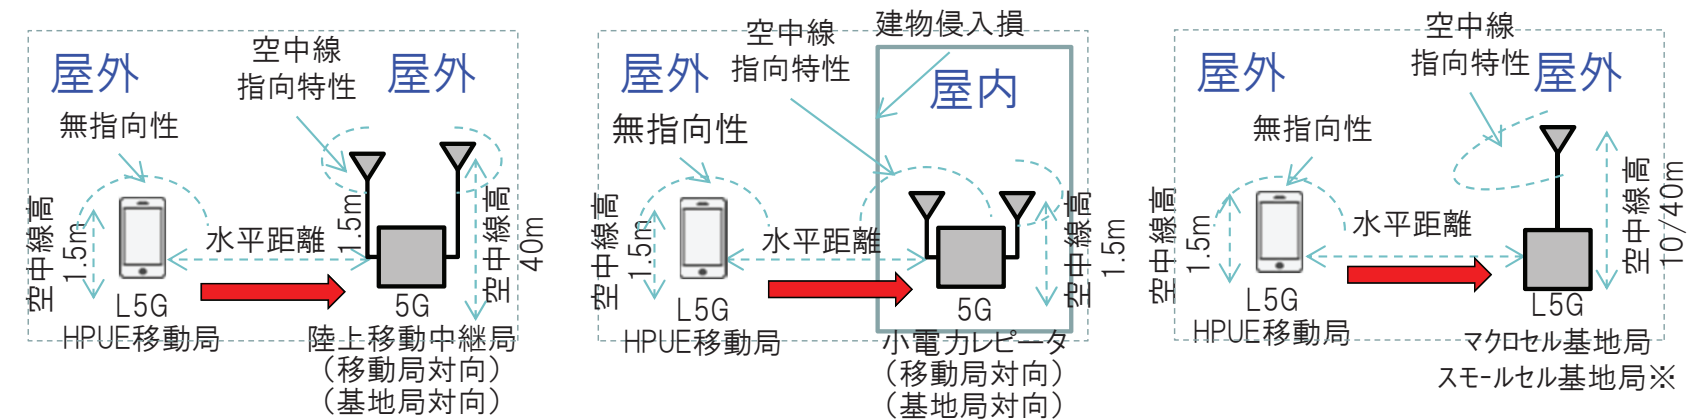 屋外
空中線
指向特性
屋外
無指向性
空中線高
1.5m
水平距離
1.5m
空中線高
40m
L5G
HPUE移動局
5G
陸上移動中継局
（移動局対向）
（基地局対向）
屋外
空中線
指向特性
建物侵入損
屋内
無指向性
空中線高
1.5m
水平距離
空中線高
1.5m
L5G
HPUE移動局
5G
小電力レピータ
（移動局対向）
（基地局対向）
屋外
空中線
指向特性
屋外
無指向性
空中線高
1.5m
水平距離
空中線高
10/40m
L5G
HPUE移動局
L5G
マクロセル基地局
スモールセル基地局※